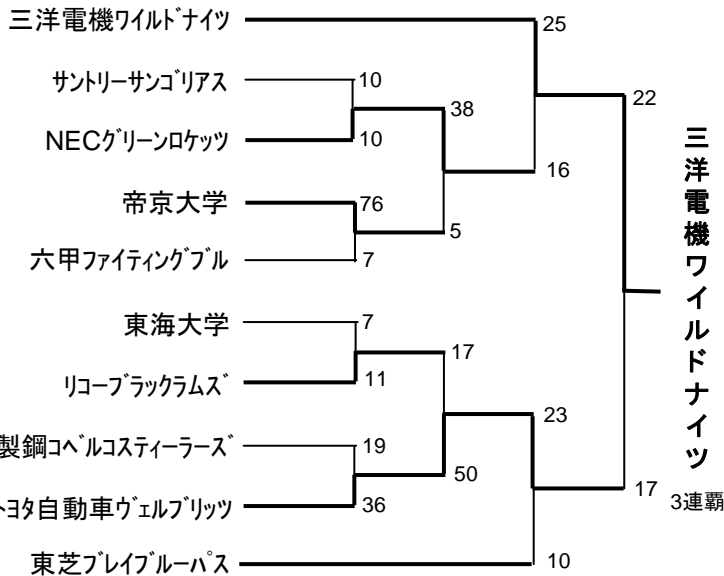 三洋電機ワイルドナイツ
25
サントリーサンゴリアス
10
38
22
NECグリーンロケッツ
10
16
帝京大学
76
5
六甲ファイティングブル
7
東海大学
7
17
リコーブラックラムズ
11
23
製鋼コベルコスティーラーズ
19
50
17
トヨタ自動車ヴェルブリッツ
36
東芝ブレイブルーパス
10
三洋電機ワイルドナイツ
3連覇